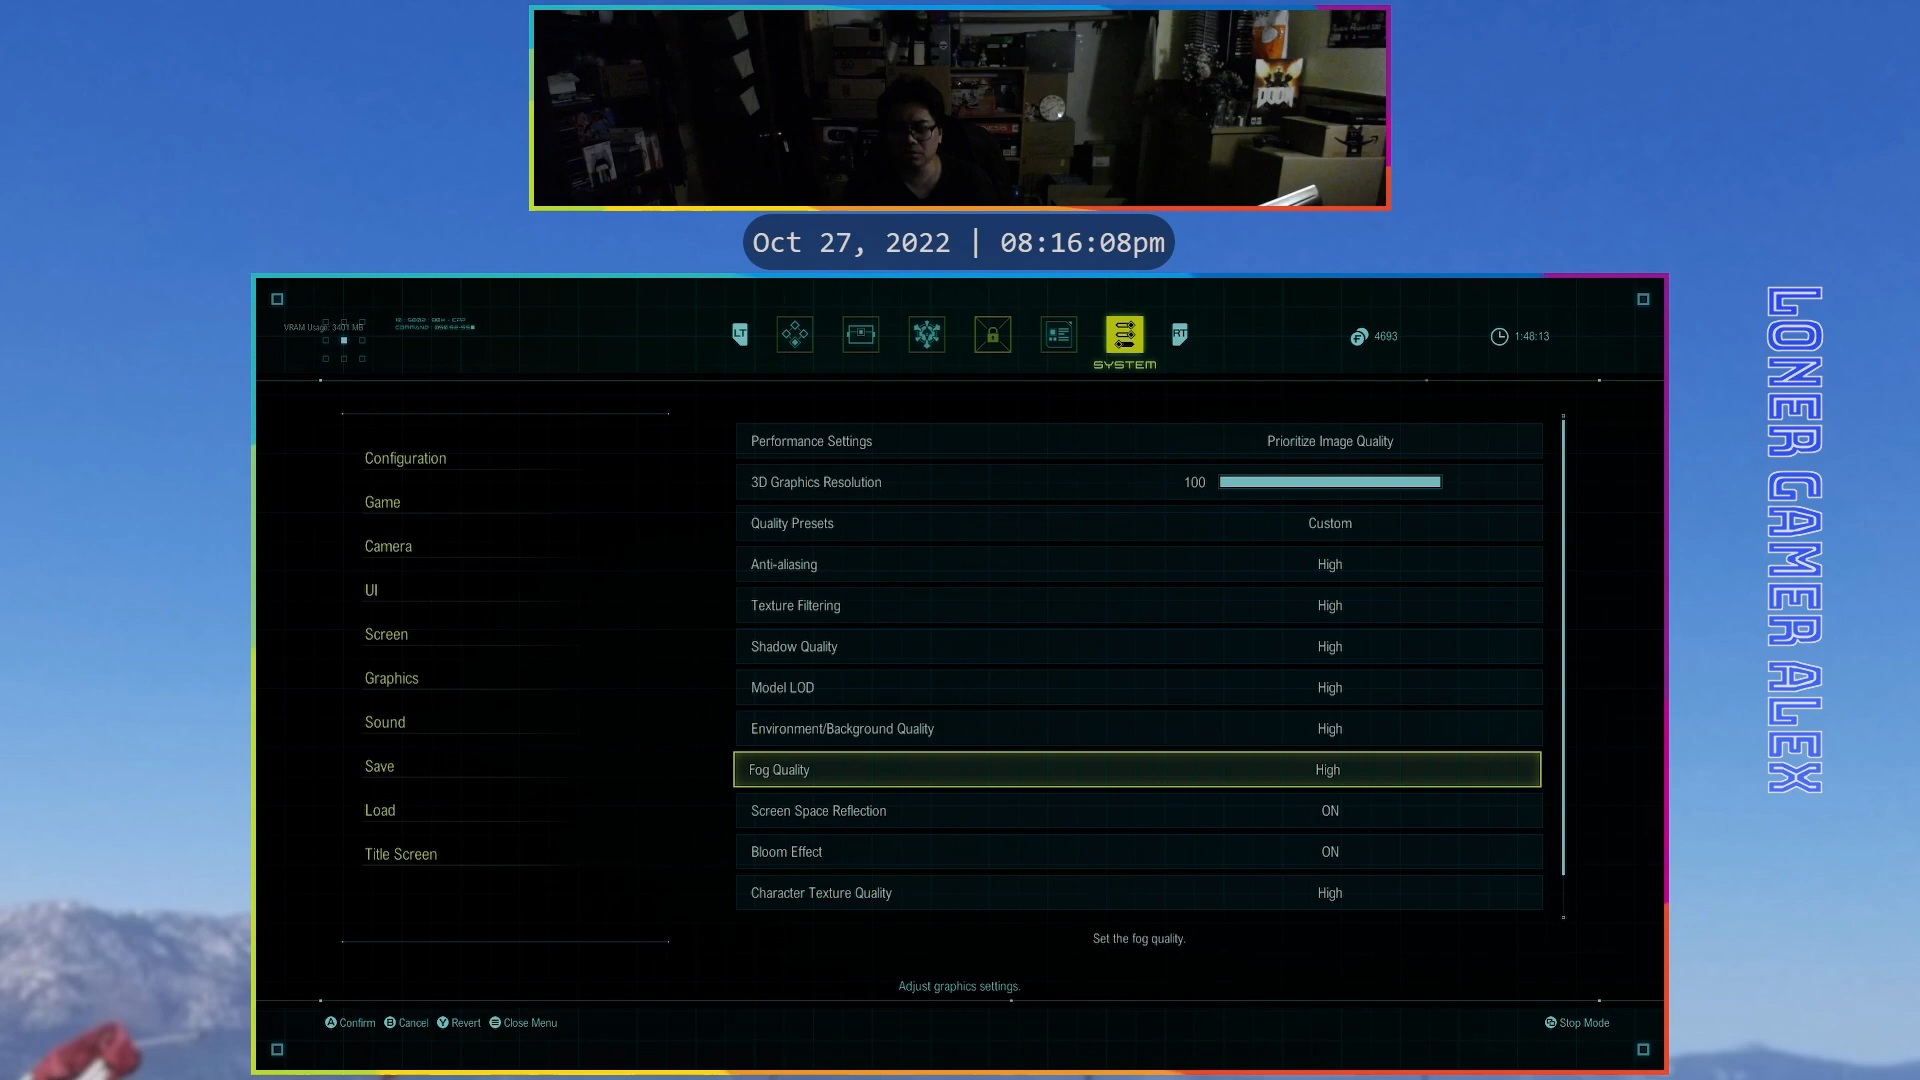 Oct 27, 2022 | 08:16:08pm
VRAM Usage: 3401 MB
LT
RT
SYSTEM
4693
1:48:13
Configuration
Game
Camera
UI
Screen
Graphics
Sound
Save
Load
Title Screen
Performance Settings Prioritize Image Quality
3D Graphics Resolution 100
Quality Presets Custom
Anti-aliasing High
Texture Filtering High
Shadow Quality High
Model LOD High
Environment/Background Quality High
Fog Quality High
Screen Space Reflection ON
Bloom Effect ON
Character Texture Quality High
Set the fog quality.
Adjust graphics settings.
A Confirm B Cancel Y Revert Close Menu
Stop Mode
LONER GAMER ALEX